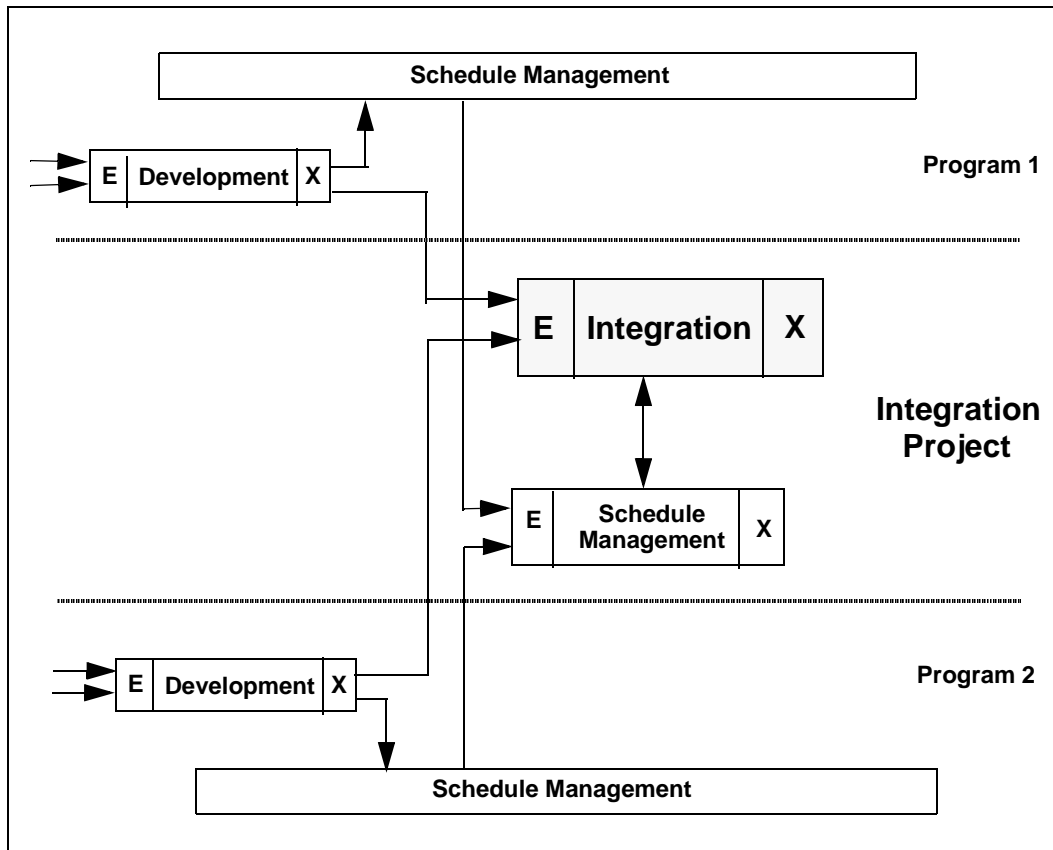 Schedule Management
E Development X
Program 1
E Integration X
Integration
Project
E Schedule
Management X
E Development X
Program 2
Schedule Management